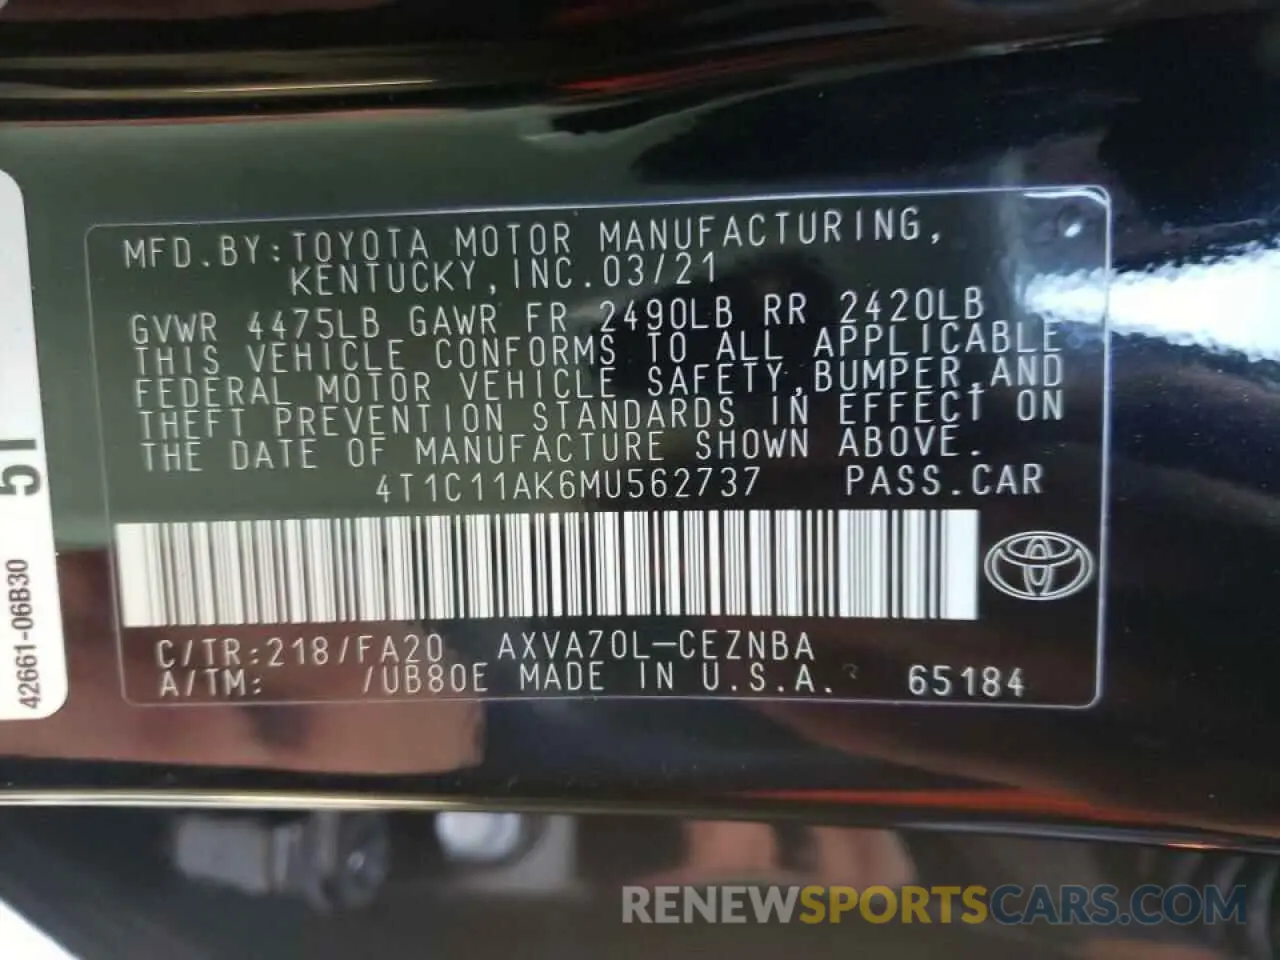 MFD.BY:TOYOTA MOTOR MANUFACTURING,
KENTUCKY,INC.03/21
GVWR 4475LB GAWR FR 2490LB RR 2420LB
THIS VEHICLE CONFORMS TO ALL APPLICABLE
FEDERAL MOTOR VEHICLE SAFETY,BUMPER,AND
THEFT PREVENTION STANDARDS IN EFFECT ON
THE DATE OF MANUFACTURE SHOWN ABOVE.
4T1C11AK6MU562737 PASS.CAR
C/TR:218/FA20 AXVA70L-CEZNBA
A/TM: /UB80E MADE IN U.S.A. 65184
42661-06B30
RENEWSPORTSCARS.COM